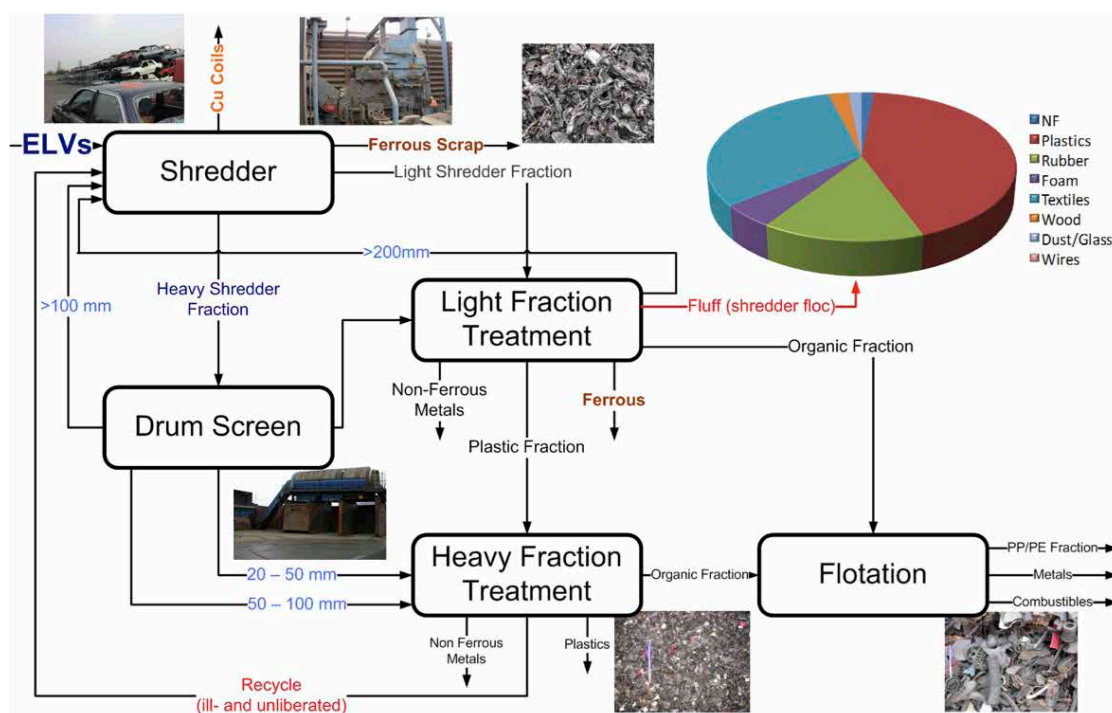 Cu Coils
ELVs
Shredder
Ferrous Scrap
Light Shredder Fraction
NF
Plastics
Rubber
Foam
Textiles
Wood
Dust/Glass
Wires
>200mm
>100 mm
Heavy Shredder
Fraction
Light Fraction
Treatment
Fluff (shredder floc)
Organic Fraction
Non-Ferrous
Metals
Ferrous
Drum Screen
Plastic Fraction
20 – 50 mm
50 – 100 mm
Heavy Fraction
Treatment
Organic Fraction
Flotation
PP/PE Fraction
Metals
Combustibles
Non Ferrous
Metals
Plastics
Recycle
(ill- and unliberated)